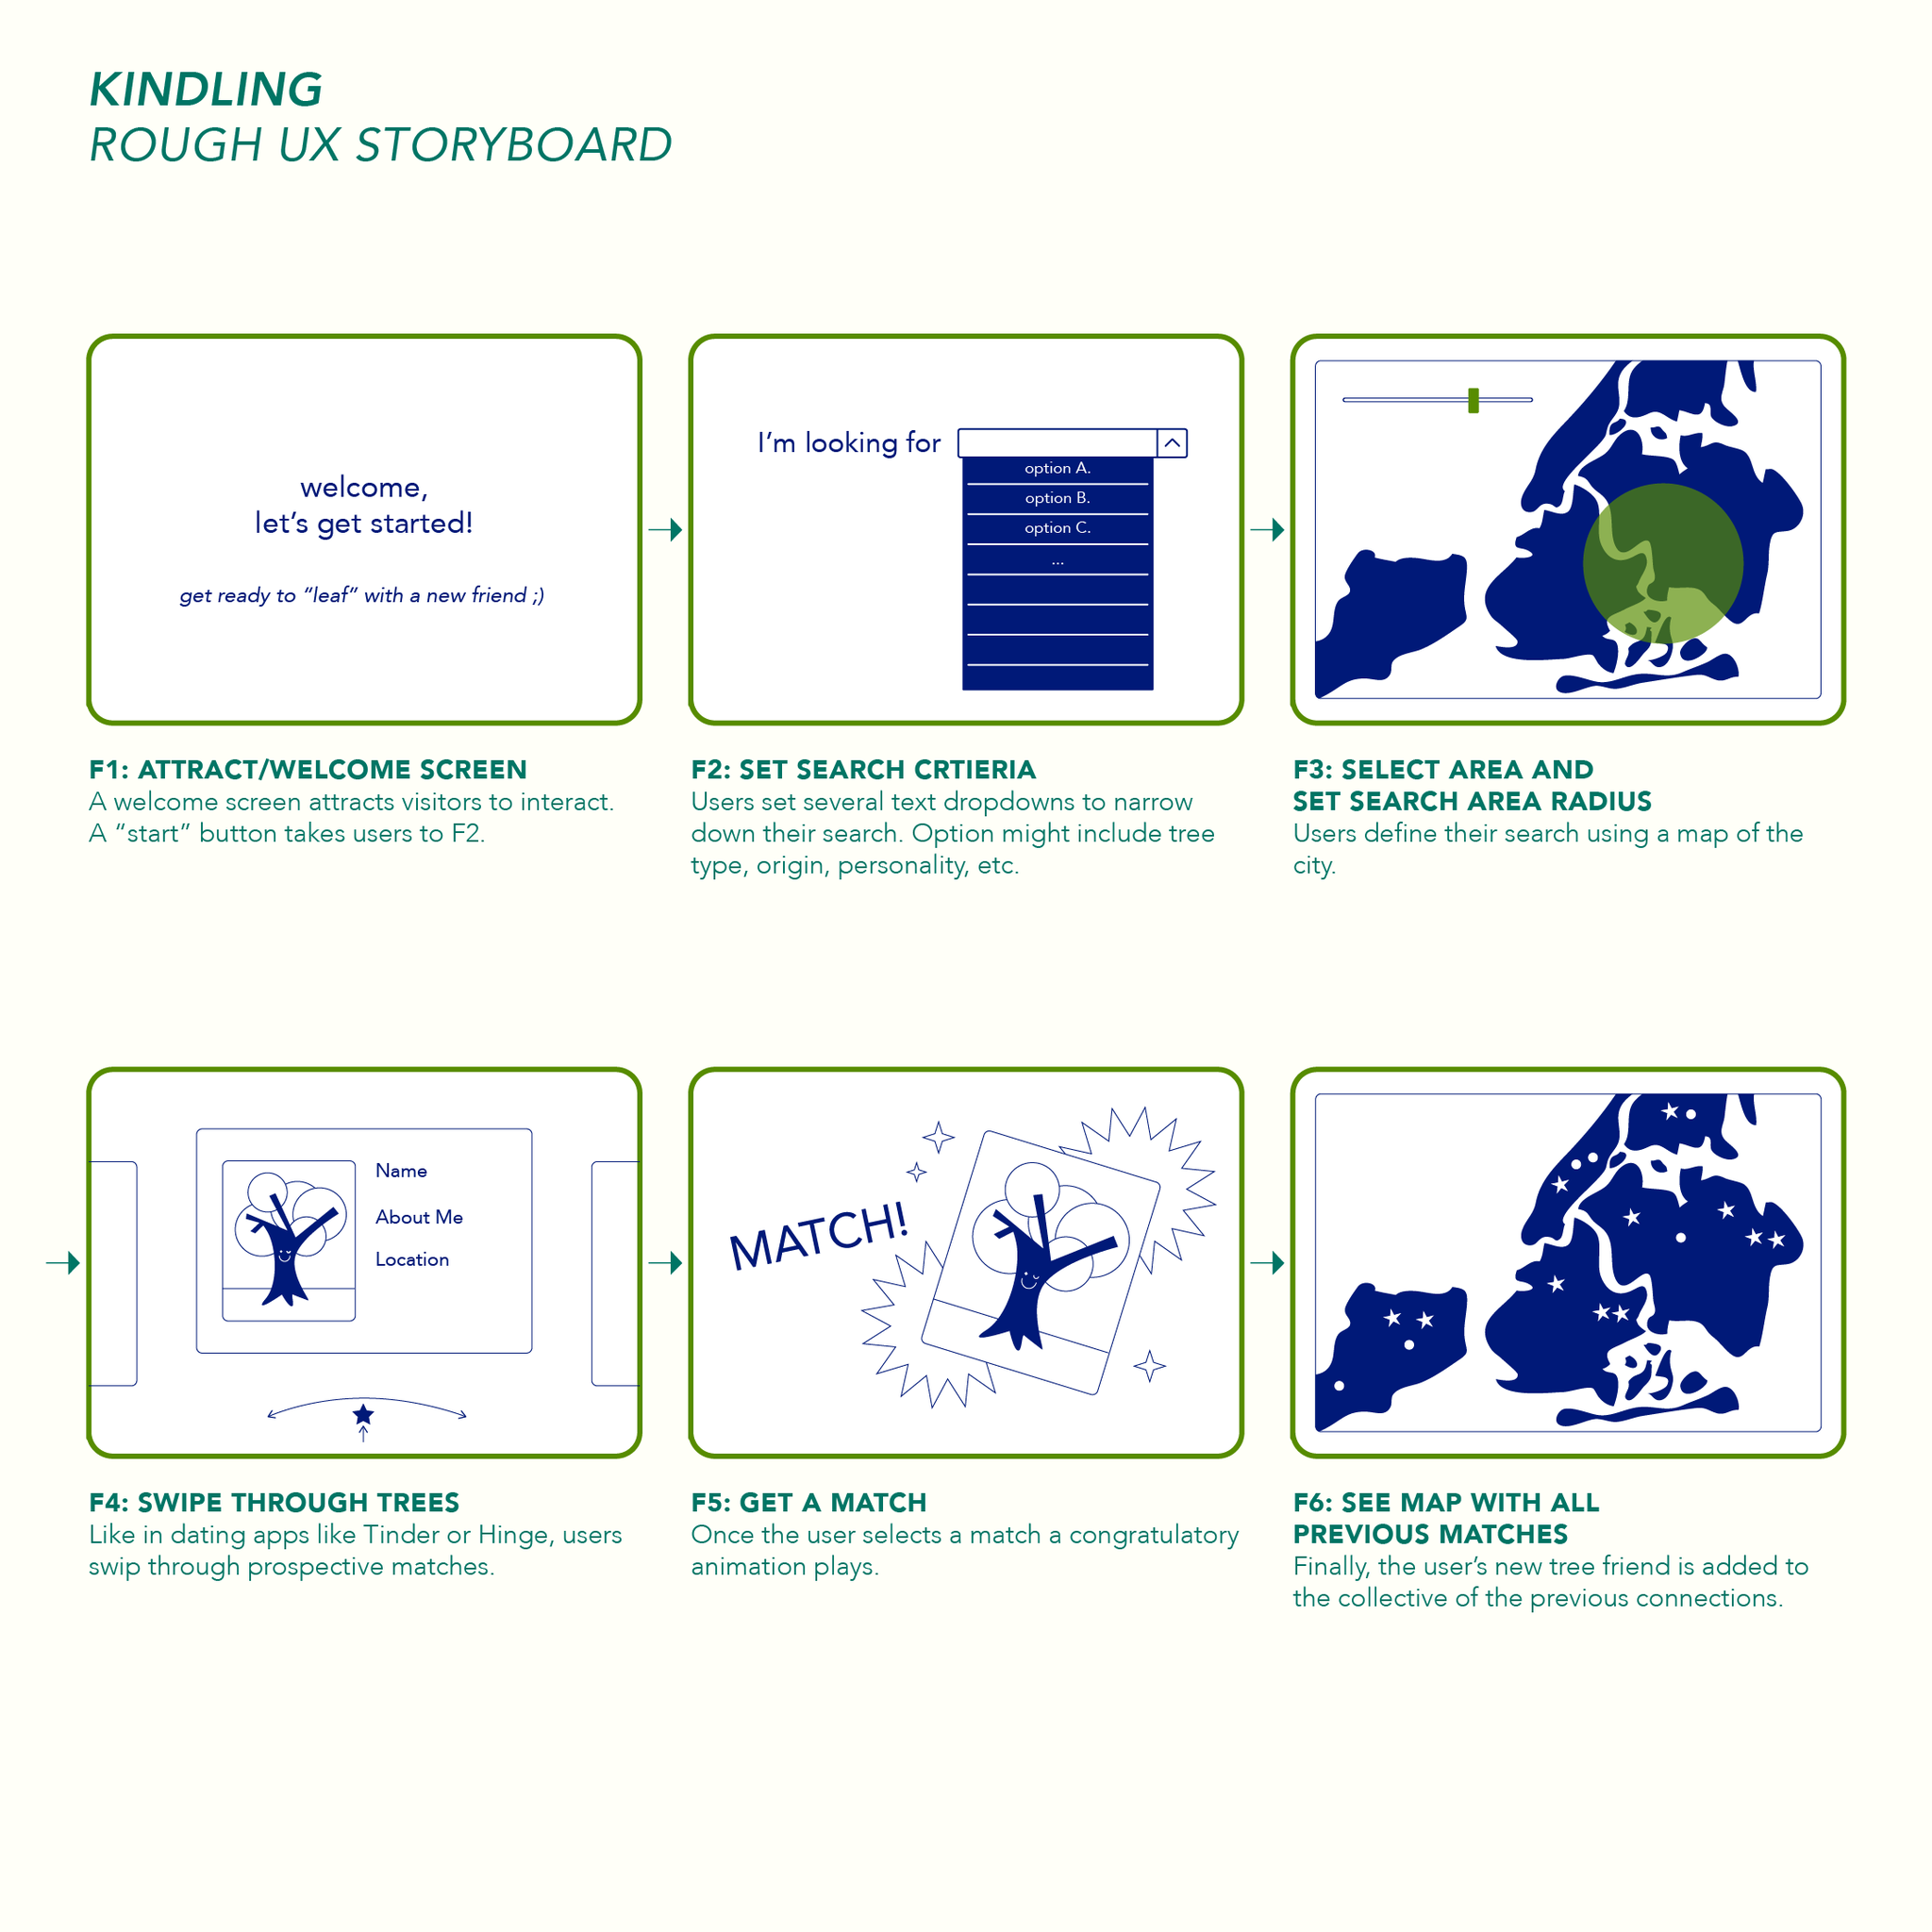 KINDLING
ROUGH UX STORYBOARD
welcome,
let's get started!
get ready to “leaf” with a new friend ;)
I'm looking for
option A.
option B.
option C.
...
F1: ATTRACT/WELCOME SCREEN
A welcome screen attracts visitors to interact.
A “start” button takes users to F2.
F2: SET SEARCH CRTIERIA
Users set several text dropdowns to narrow
down their search. Option might include tree
type, origin, personality, etc.
F3: SELECT AREA AND
SET SEARCH AREA RADIUS
Users define their search using a map of the
city.
Name
About Me
Location
MATCH!
F4: SWIPE THROUGH TREES
Like in dating apps like Tinder or Hinge, users
swip through prospective matches.
F5: GET A MATCH
Once the user selects a match a congratulatory
animation plays.
F6: SEE MAP WITH ALL
PREVIOUS MATCHES
Finally, the user's new tree friend is added to
the collective of the previous connections.